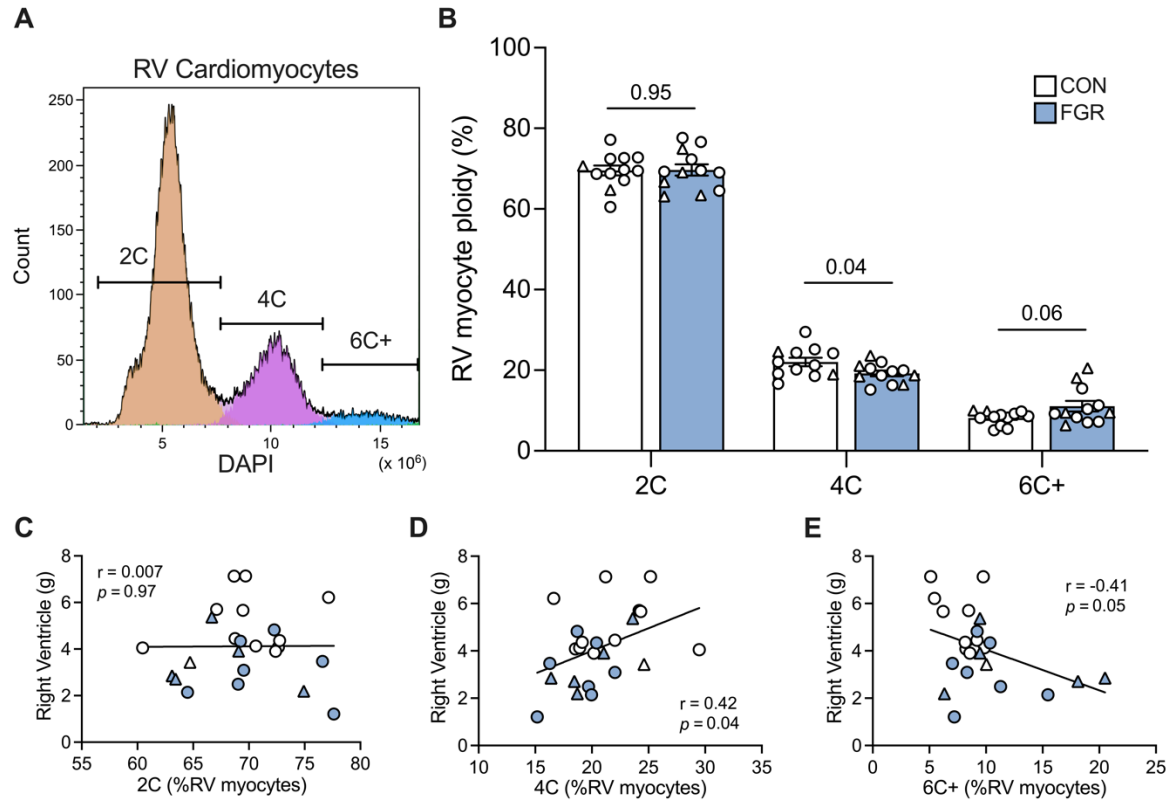 A
RV Cardiomyocytes
250
200
150
100
50
0
Count
2C
4C
6C+
5
10
15
(x 10⁶)
DAPI
B
100
80
60
40
20
0
RV myocyte ploidy (%)
0.95
0.04
0.06
CON
FGR
2C
4C
6C+
C
8
6
4
2
0
Right Ventricle (g)
r = 0.007
p = 0.97
55
60
65
70
75
80
2C (%RV myocytes)
D
8
6
4
2
0
Right Ventricle (g)
r = 0.42
p = 0.04
10
15
20
25
30
35
4C (%RV myocytes)
E
8
6
4
2
0
Right Ventricle (g)
r = -0.41
p = 0.05
0
5
10
15
20
25
6C+ (%RV myocytes)